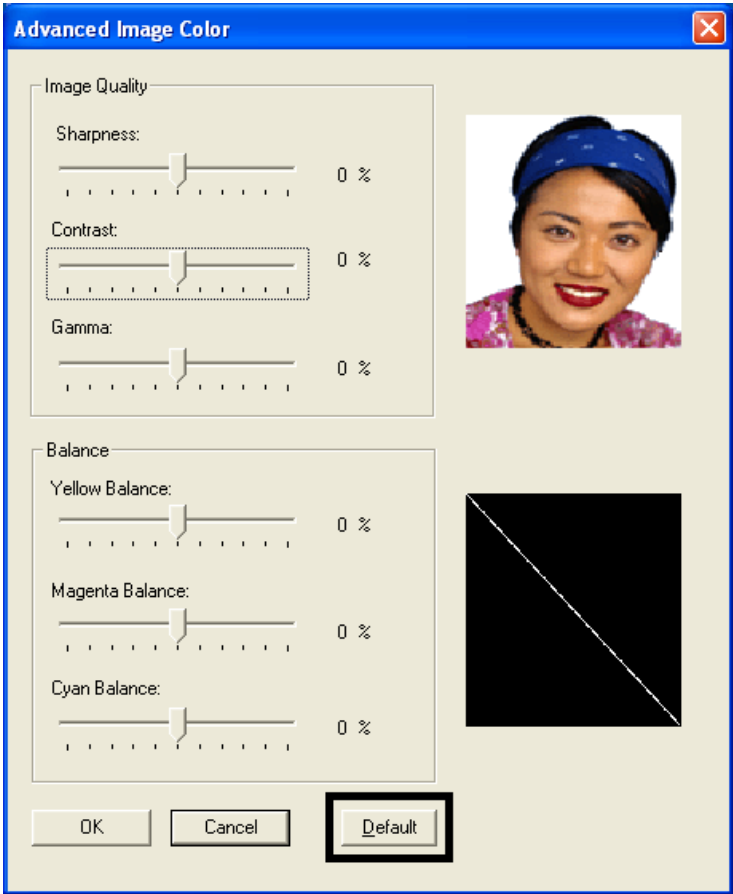 Advanced Image Color
Image Quality
Sharpness:
0 %
Contrast:
0 %
Gamma:
0 %
Balance
Yellow Balance:
0 %
Magenta Balance:
0 %
Cyan Balance:
0 %
OK Cancel Default